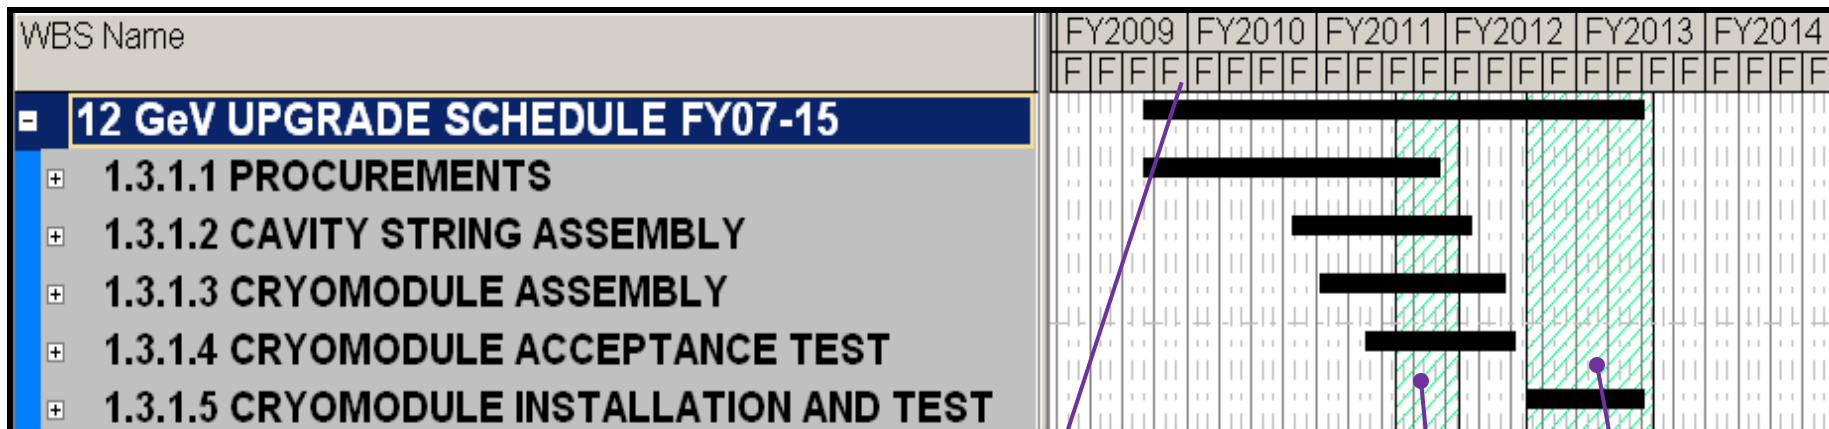 WBS Name
FY2009 FY2010 FY2011 FY2012 FY2013 FY2014
F F F F F F F F F F F F F F F F F F F F F F F F
12 GeV UPGRADE SCHEDULE FY07-15
1.3.1.1 PROCUREMENTS
1.3.1.2 CAVITY STRING ASSEMBLY
1.3.1.3 CRYOMODULE ASSEMBLY
1.3.1.4 CRYOMODULE ACCEPTANCE TEST
1.3.1.5 CRYOMODULE INSTALLATION AND TEST